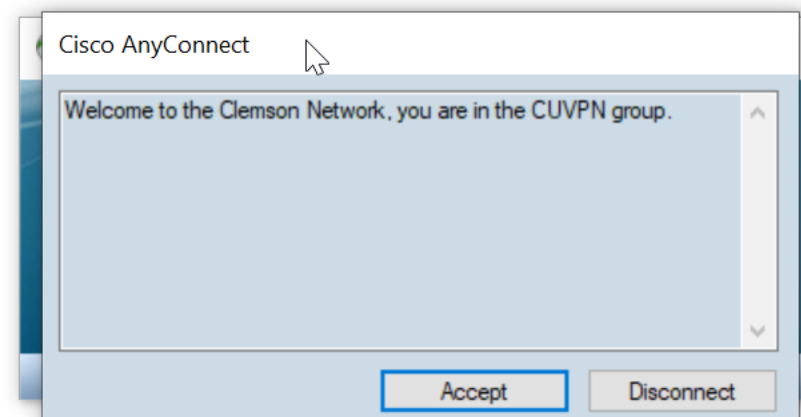 Cisco AnyConnect
Welcome to the Clemson Network, you are in the CUVPN group.
Accept
Disconnect